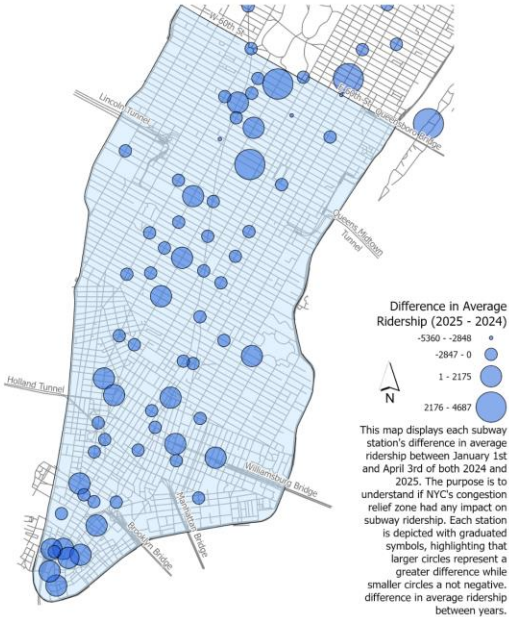 W 60th St
E 59th St
Queensboro Bridge
Lincoln Tunnel
Queens Midtown
Tunnel
Holland Tunnel
Williamsburg Bridge
Manhattan Bridge
Brooklyn Bridge
Difference in Average
Ridership (2025 - 2024)
-5360 - -2848
-2847 - 0
1 - 2175
2176 - 4687
N
This map displays each subway
station's difference in average
ridership between January 1st
and April 3rd of both 2024 and
2025. The purpose is to
understand if NYC's congestion
relief zone had any impact on
subway ridership. Each station
is depicted with graduated
symbols, highlighting that
larger circles represent a
greater difference while
smaller circles a not negative.
difference in average ridership
between years.